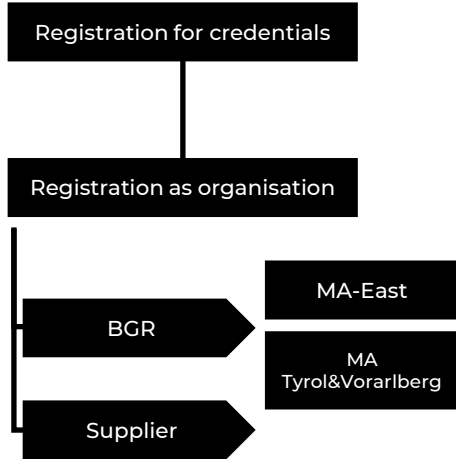 Registration for credentials
Registration as organisation
BGR
MA-East
MA
Tyrol&Vorarlberg
Supplier